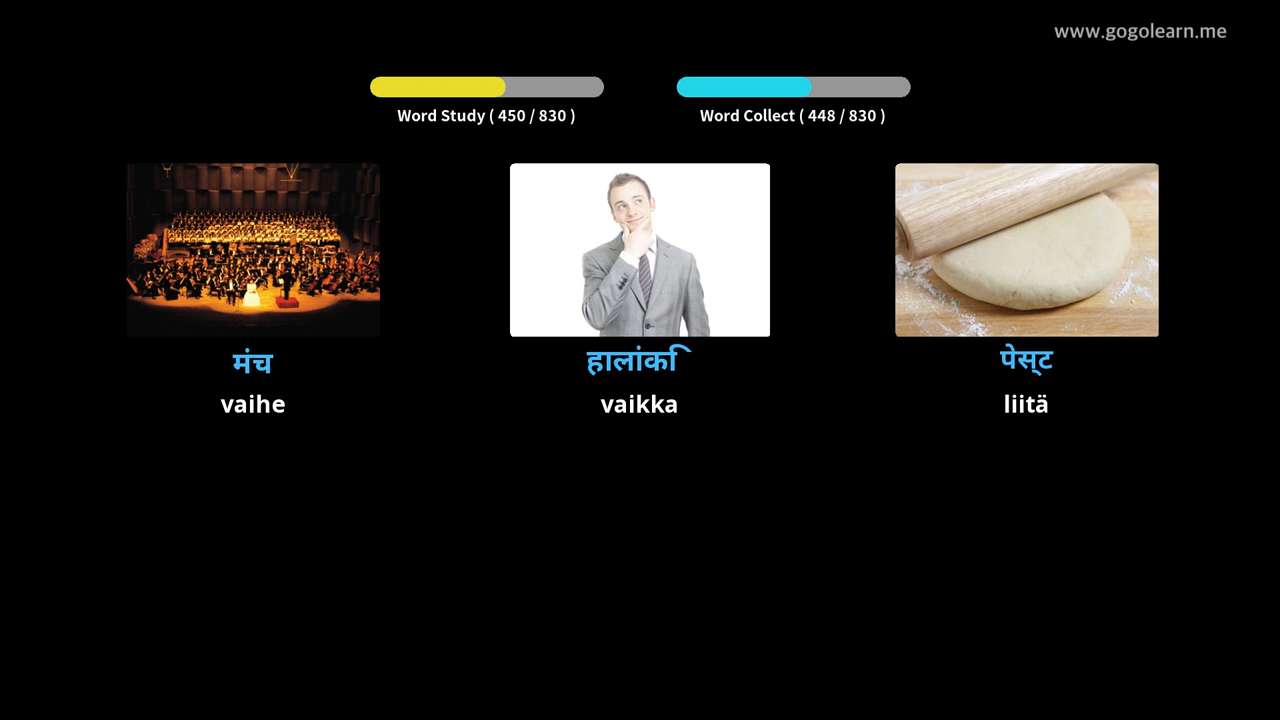 www.gogolearn.me
Word Study ( 450 / 830 )
Word Collect ( 448 / 830 )
मंच
हालांकि
पेस्ट
vaihe
vaikka
liitä